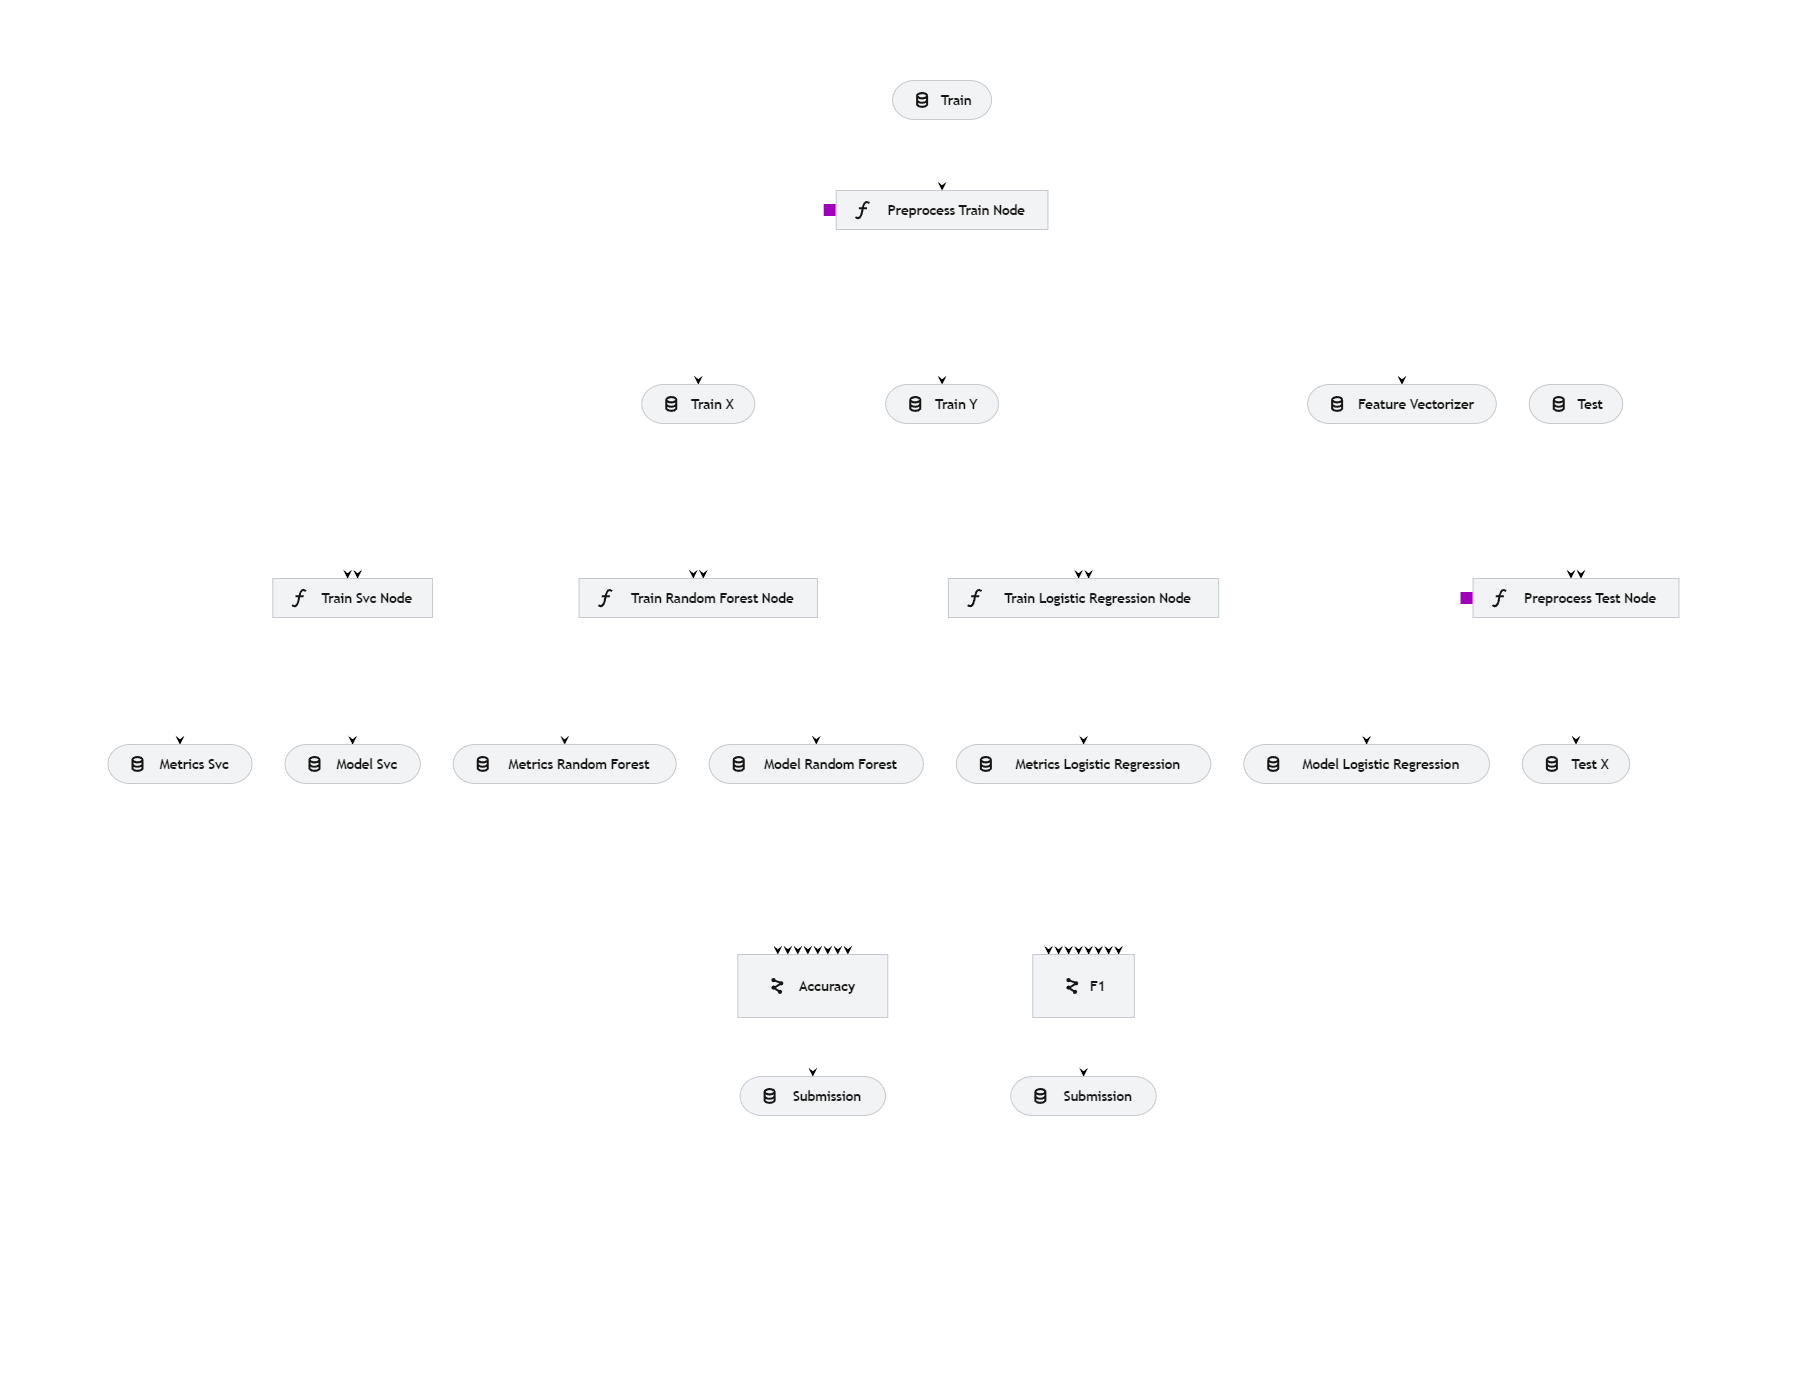 Train
Preprocess Train Node
Train X
Train Y
Feature Vectorizer
Test
Train Svc Node
Train Random Forest Node
Train Logistic Regression Node
Preprocess Test Node
Metrics Svc
Model Svc
Metrics Random Forest
Model Random Forest
Metrics Logistic Regression
Model Logistic Regression
Test X
Accuracy
F1
Submission
Submission